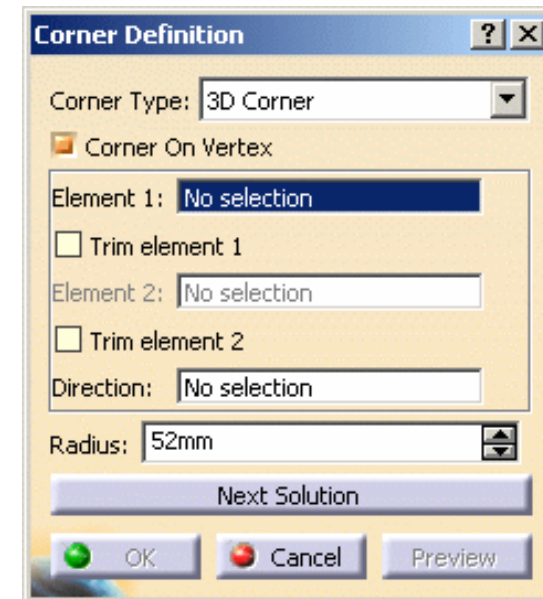 Corner Definition ? X
Corner Type: 3D Corner
Corner On Vertex
Element 1: No selection
Trim element 1
Element 2: No selection
Trim element 2
Direction: No selection
Radius: 52mm
Next Solution
OK Cancel Preview